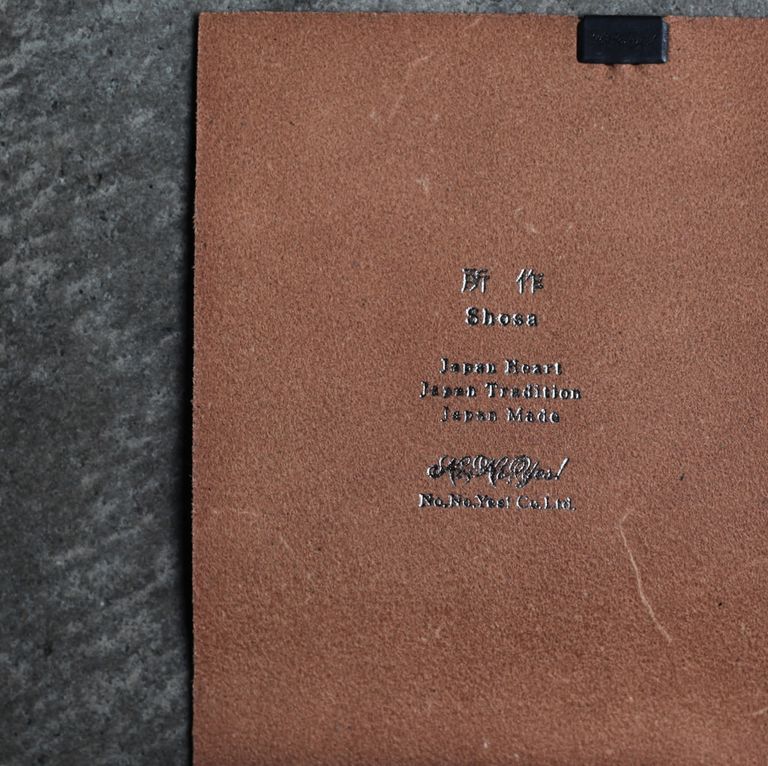 所作
Shosa
Japan Heart
Japan Tradition
Japan Made
No,No,Yes!
No,No,Yes! Co.Ltd.